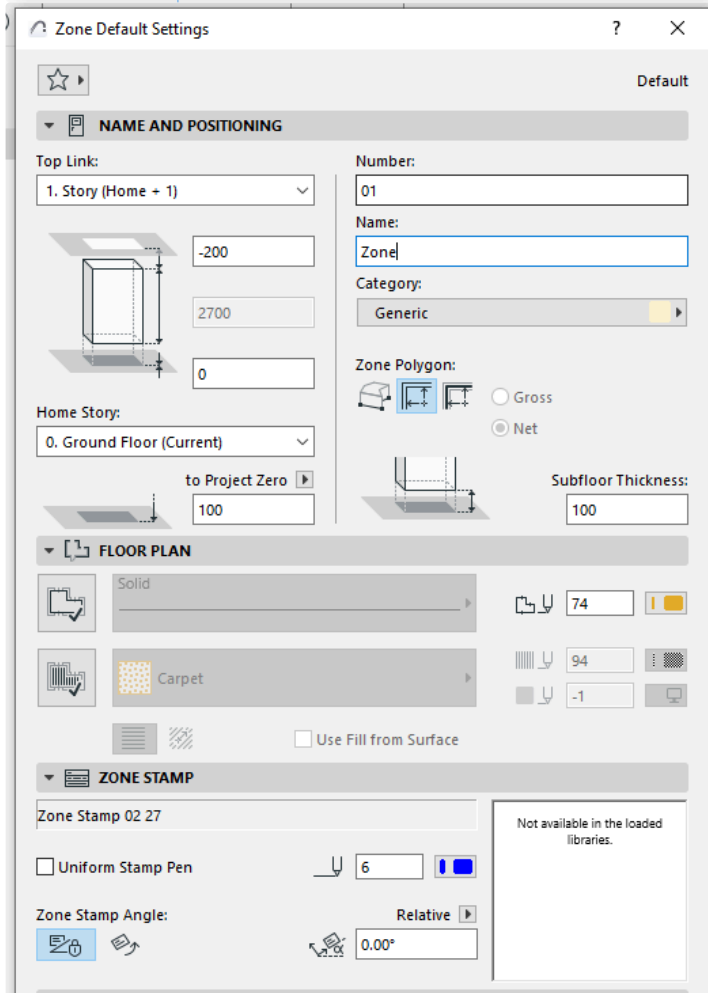 Zone Default Settings
?
Default
NAME AND POSITIONING
Top Link:
1. Story (Home + 1)
-200
2700
0
Home Story:
0. Ground Floor (Current)
to Project Zero
100
Number:
01
Name:
Zone
Category:
Generic
Zone Polygon:
Gross
Net
Subfloor Thickness:
100
FLOOR PLAN
Solid
74
Carpet
94
-1
Use Fill from Surface
ZONE STAMP
Zone Stamp 02 27
Not available in the loaded
libraries.
Uniform Stamp Pen
6
Zone Stamp Angle:
Relative
α
0.00°